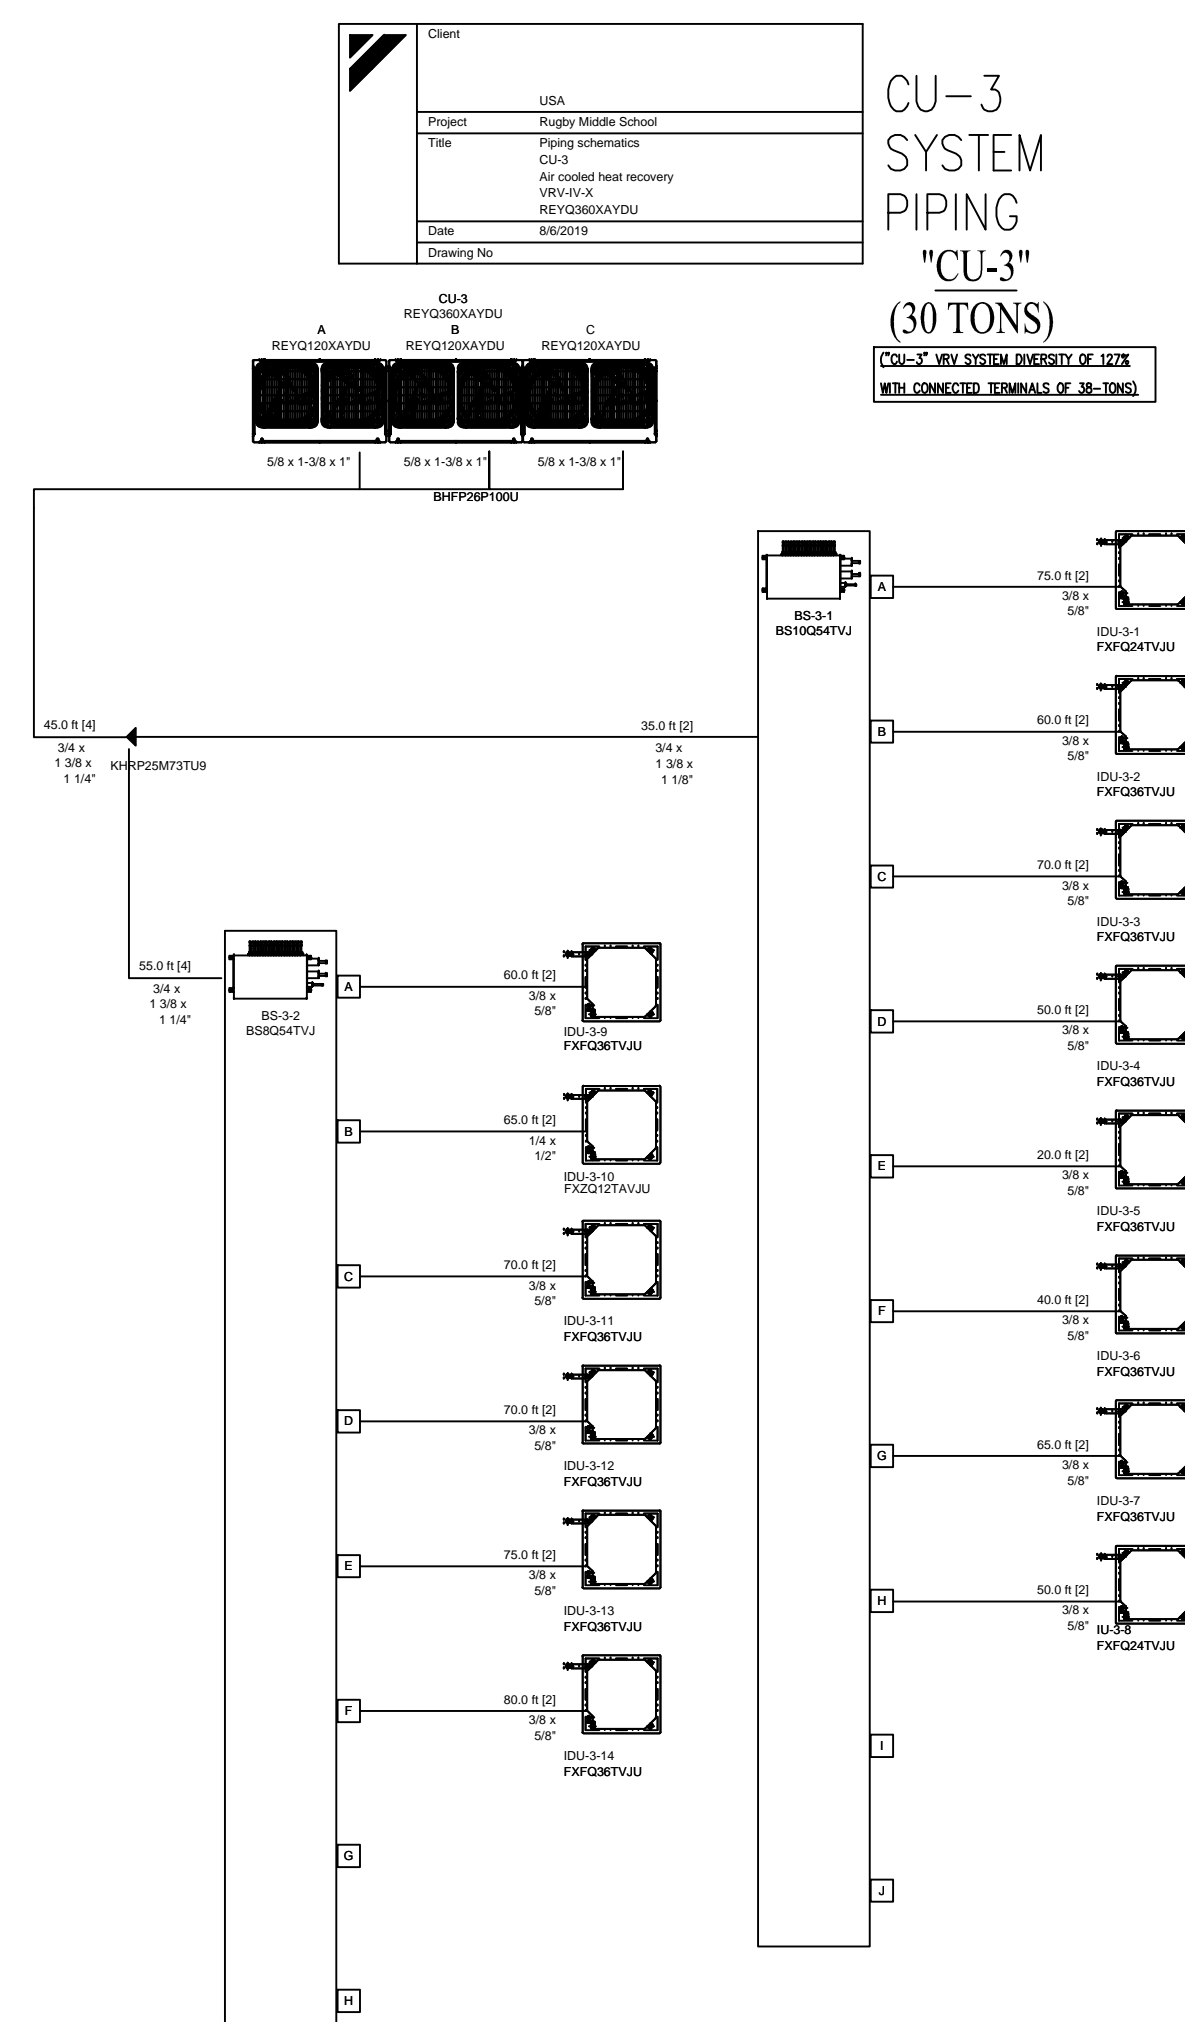 Client
USA
Project Rugby Middle School
Title Piping schematics
CU-3
Air cooled heat recovery
VRV-IV-X
REYQ360XAYDU
Date 8/6/2019
Drawing No
CU-3
SYSTEM
PIPING
"CU-3"
(30 TONS)
("CU-3" VRV SYSTEM DIVERSITY OF 127%
WITH CONNECTED TERMINALS OF 38-TONS)
CU-3
REYQ360XAYDU
A B C
REYQ120XAYDU REYQ120XAYDU REYQ120XAYDU
5/8 x 1-3/8 x 1" 5/8 x 1-3/8 x 1" 5/8 x 1-3/8 x 1"
BHFP26P100U
45.0 ft [4]
3/4 x
1 3/8 x
1 1/4"
KHRP25M73TU9
35.0 ft [2]
3/4 x
1 3/8 x
1 1/8"
BS-3-1
BS10Q54TVJ
A
75.0 ft [2]
3/8 x
5/8"
IDU-3-1
FXFQ24TVJU
B
60.0 ft [2]
3/8 x
5/8"
IDU-3-2
FXFQ36TVJU
C
70.0 ft [2]
3/8 x
5/8"
IDU-3-3
FXFQ36TVJU
D
50.0 ft [2]
3/8 x
5/8"
IDU-3-4
FXFQ36TVJU
E
20.0 ft [2]
3/8 x
5/8"
IDU-3-5
FXFQ36TVJU
F
40.0 ft [2]
3/8 x
5/8"
IDU-3-6
FXFQ36TVJU
G
65.0 ft [2]
3/8 x
5/8"
IDU-3-7
FXFQ36TVJU
H
50.0 ft [2]
3/8 x
5/8"
IU-3-8
FXFQ24TVJU
I
J
55.0 ft [4]
3/4 x
1 3/8 x
1 1/4"
BS-3-2
BS8Q54TVJ
A
60.0 ft [2]
3/8 x
5/8"
IDU-3-9
FXFQ36TVJU
B
65.0 ft [2]
1/4 x
1/2"
IDU-3-10
FXZQ12TAVJU
C
70.0 ft [2]
3/8 x
5/8"
IDU-3-11
FXFQ36TVJU
D
70.0 ft [2]
3/8 x
5/8"
IDU-3-12
FXFQ36TVJU
E
75.0 ft [2]
3/8 x
5/8"
IDU-3-13
FXFQ36TVJU
F
80.0 ft [2]
3/8 x
5/8"
IDU-3-14
FXFQ36TVJU
G
H